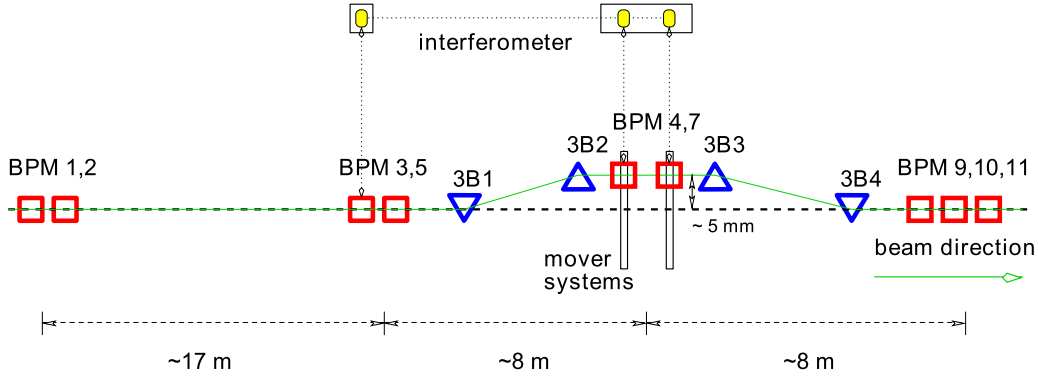 interferometer
BPM 4,7
3B2
3B3
BPM 1,2
BPM 3,5
BPM 9,10,11
3B1
3B4
~ 5 mm
beam direction
mover
systems
~17 m
~8 m
~8 m